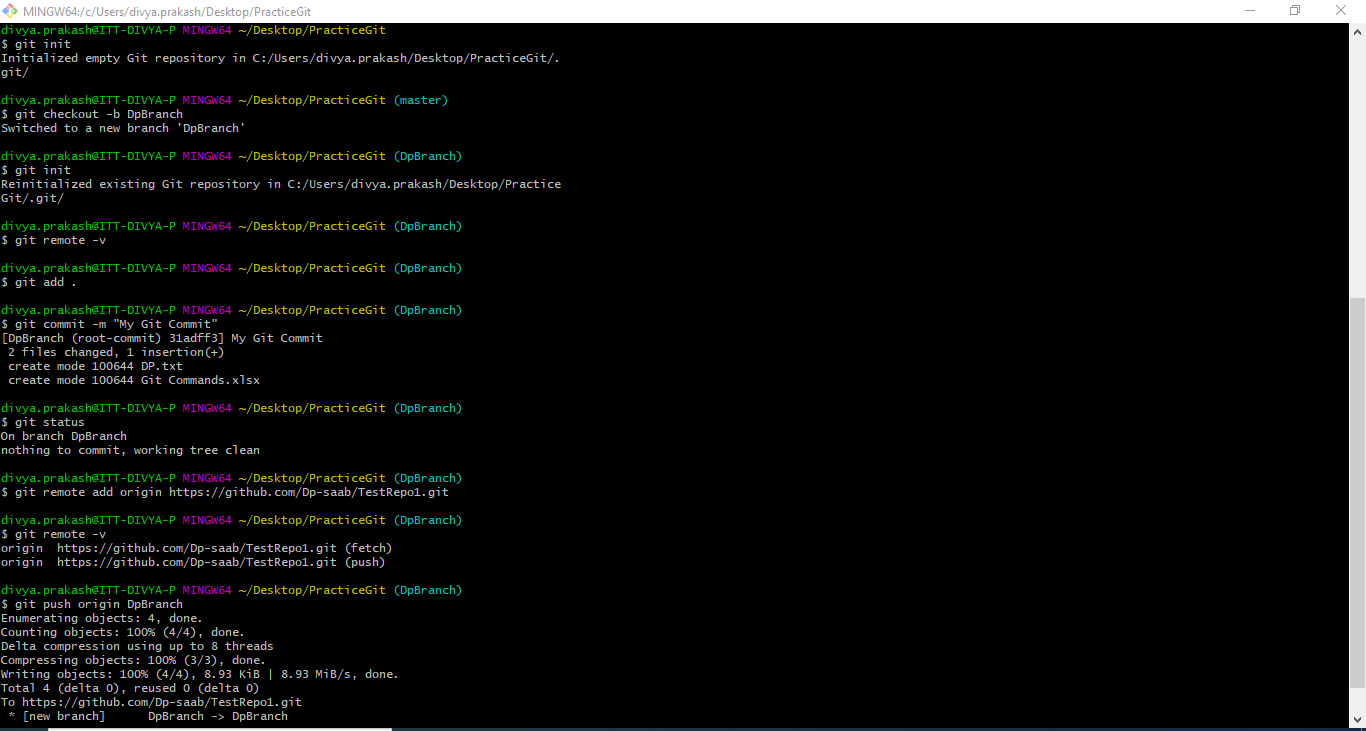 MINGW64:/c/Users/divya.prakash/Desktop/PracticeGit
divya.prakash@ITT-DIVYA-P MINGW64 ~/Desktop/PracticeGit
$ git init
Initialized empty Git repository in C:/Users/divya.prakash/Desktop/PracticeGit/.
git/
divya.prakash@ITT-DIVYA-P MINGW64 ~/Desktop/PracticeGit (master)
$ git checkout -b DpBranch
Switched to a new branch 'DpBranch'
divya.prakash@ITT-DIVYA-P MINGW64 ~/Desktop/PracticeGit (DpBranch)
$ git init
Reinitialized existing Git repository in C:/Users/divya.prakash/Desktop/Practice
Git/.git/
divya.prakash@ITT-DIVYA-P MINGW64 ~/Desktop/PracticeGit (DpBranch)
$ git remote -v
divya.prakash@ITT-DIVYA-P MINGW64 ~/Desktop/PracticeGit (DpBranch)
$ git add .
divya.prakash@ITT-DIVYA-P MINGW64 ~/Desktop/PracticeGit (DpBranch)
$ git commit -m "My Git Commit"
[DpBranch (root-commit) 31adff3] My Git Commit
 2 files changed, 1 insertion(+)
 create mode 100644 DP.txt
 create mode 100644 Git Commands.xlsx
divya.prakash@ITT-DIVYA-P MINGW64 ~/Desktop/PracticeGit (DpBranch)
$ git status
On branch DpBranch
nothing to commit, working tree clean
divya.prakash@ITT-DIVYA-P MINGW64 ~/Desktop/PracticeGit (DpBranch)
$ git remote add origin https://github.com/Dp-saab/TestRepo1.git
divya.prakash@ITT-DIVYA-P MINGW64 ~/Desktop/PracticeGit (DpBranch)
$ git remote -v
origin  https://github.com/Dp-saab/TestRepo1.git (fetch)
origin  https://github.com/Dp-saab/TestRepo1.git (push)
divya.prakash@ITT-DIVYA-P MINGW64 ~/Desktop/PracticeGit (DpBranch)
$ git push origin DpBranch
Enumerating objects: 4, done.
Counting objects: 100% (4/4), done.
Delta compression using up to 8 threads
Compressing objects: 100% (3/3), done.
Writing objects: 100% (4/4), 8.93 KiB | 8.93 MiB/s, done.
Total 4 (delta 0), reused 0 (delta 0)
To https://github.com/Dp-saab/TestRepo1.git
 * [new branch]      DpBranch -> DpBranch